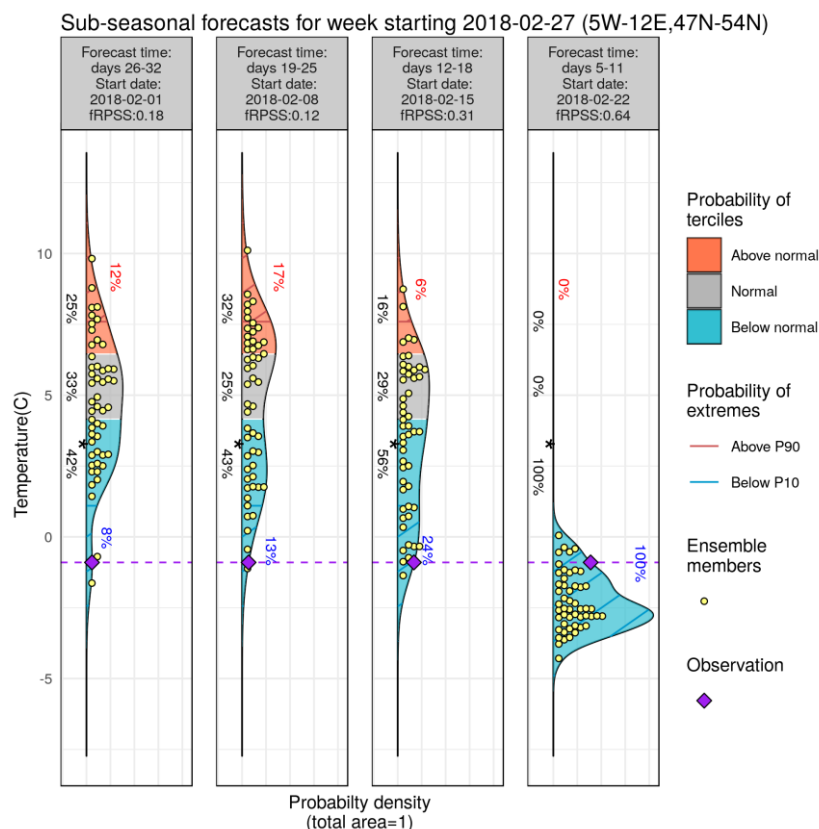 Sub-seasonal forecasts for week starting 2018-02-27 (5W-12E,47N-54N)
Forecast time:
days 26-32
Start date:
2018-02-01
fRPSS:0.18
Forecast time:
days 19-25
Start date:
2018-02-08
fRPSS:0.12
Forecast time:
days 12-18
Start date:
2018-02-15
fRPSS:0.31
Forecast time:
days 5-11
Start date:
2018-02-22
fRPSS:0.64
Temperature(C)
10
5
0
-5
12%
25%
33%
42%
*
8%
17%
32%
25%
43%
*
13%
6%
16%
29%
56%
*
24%
0%
0%
0%
100%
*
100%
Probability of
terciles
Above normal
Normal
Below normal
Probability of
extremes
Above P90
Below P10
Ensemble
members
Observation
Probabilty density
(total area=1)